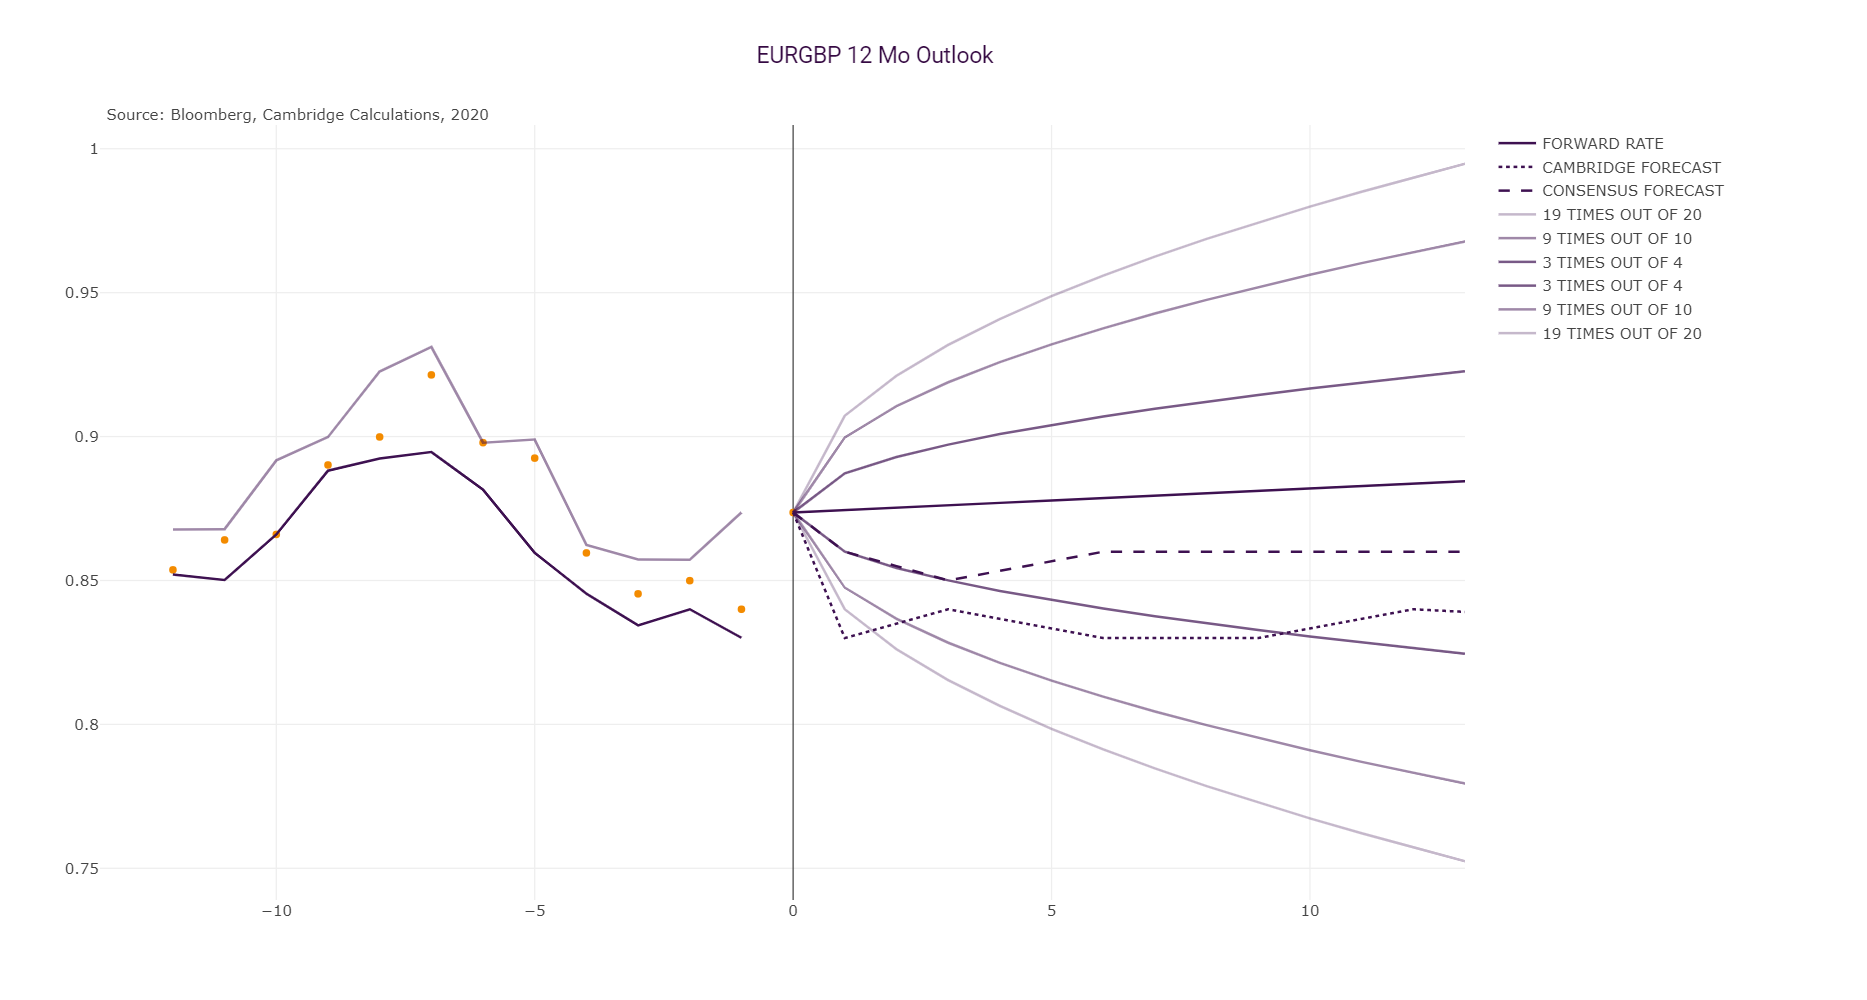 EURGBP 12 Mo Outlook
Source: Bloomberg, Cambridge Calculations, 2020
1
0.95
0.9
0.85
0.8
0.75
−10
−5
0
5
10
FORWARD RATE
CAMBRIDGE FORECAST
CONSENSUS FORECAST
19 TIMES OUT OF 20
9 TIMES OUT OF 10
3 TIMES OUT OF 4
3 TIMES OUT OF 4
9 TIMES OUT OF 10
19 TIMES OUT OF 20